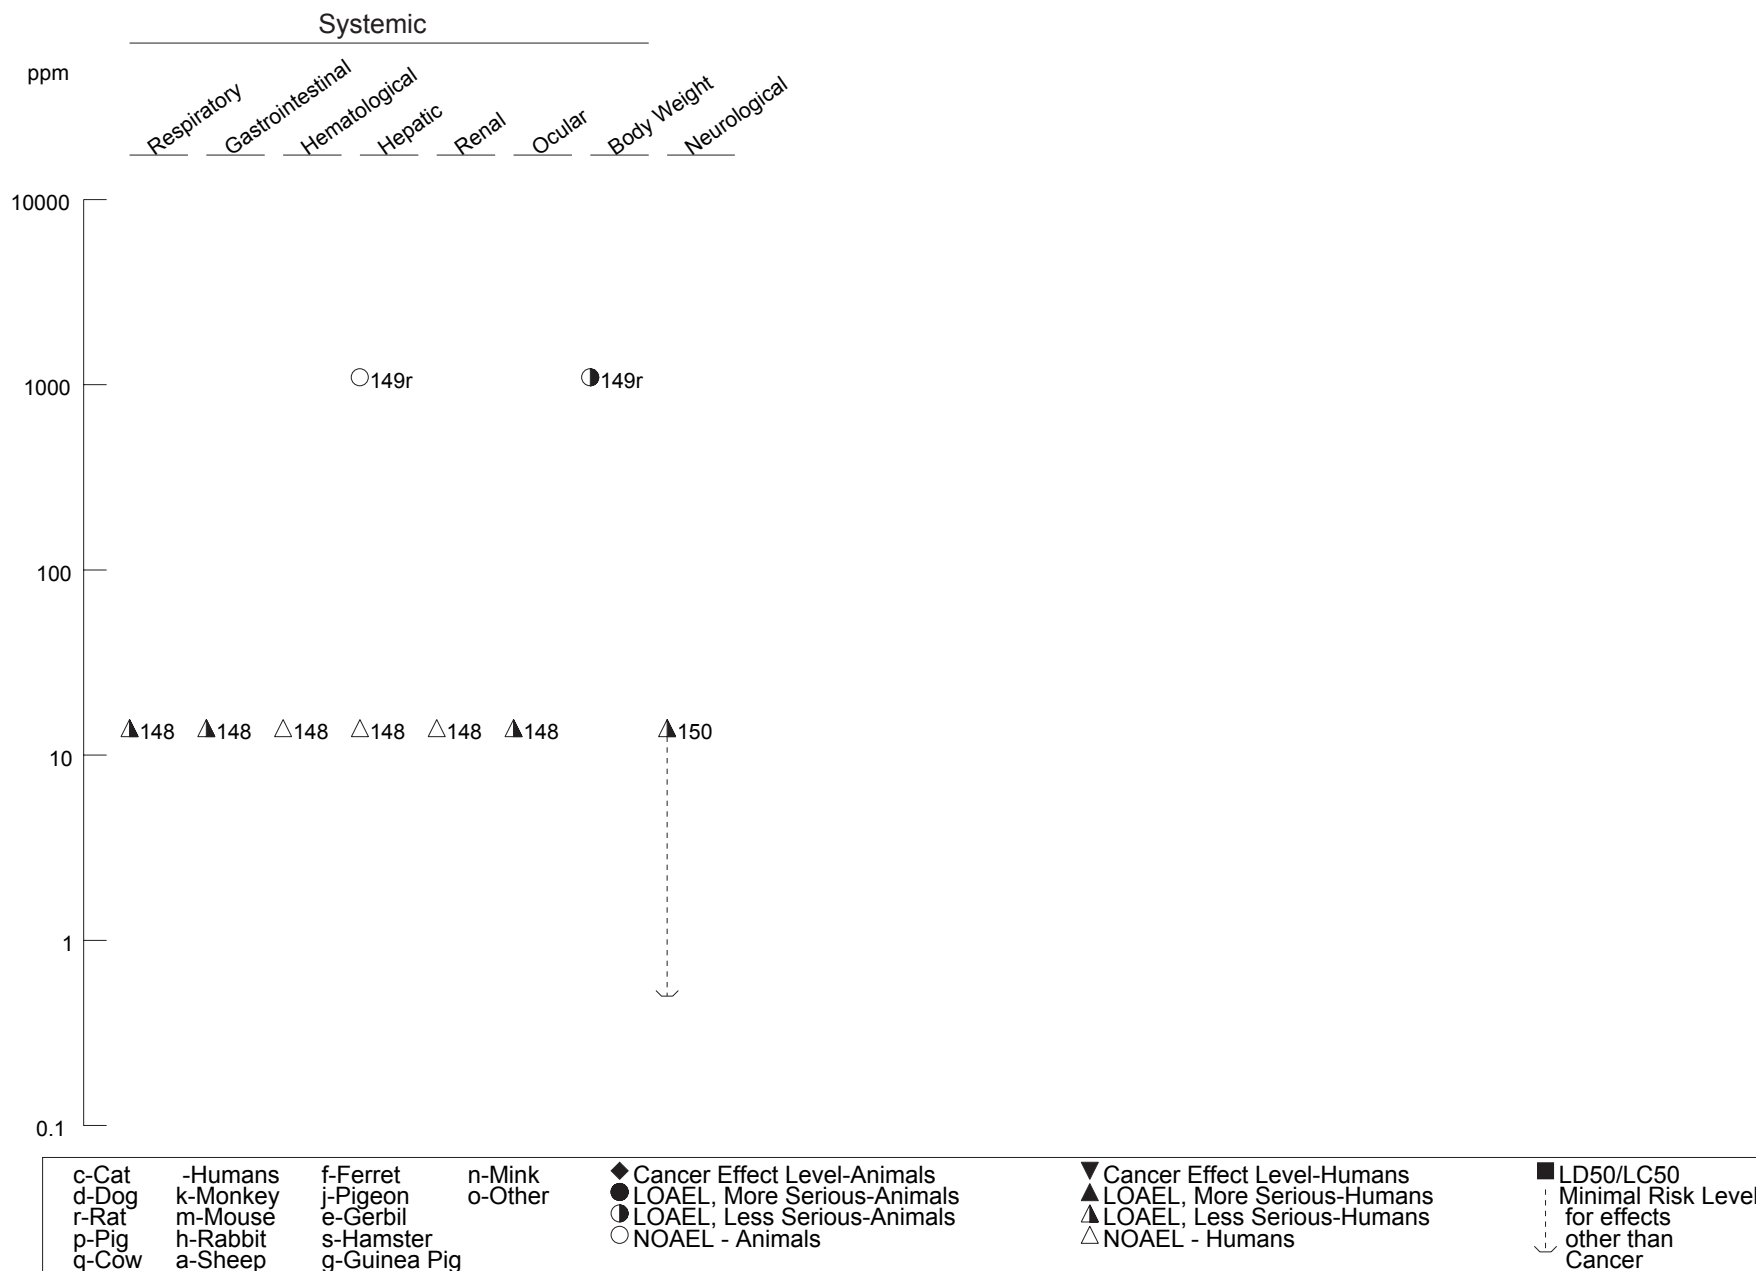 Systemic
ppm
Respiratory
Gastrointestinal
Hematological
Hepatic
Renal
Ocular
Body Weight
Neurological
10000
1000
149r
149r
100
148
148
148
148
148
148
150
10
1
0.1
c-Cat -Humans f-Ferret n-Mink Cancer Effect Level-Animals Cancer Effect Level-Humans LD50/LC50
d-Dog k-Monkey j-Pigeon o-Other LOAEL, More Serious-Animals LOAEL, More Serious-Humans Minimal Risk Level
r-Rat m-Mouse e-Gerbil LOAEL, Less Serious-Animals LOAEL, Less Serious-Humans for effects
p-Pig h-Rabbit s-Hamster NOAEL - Animals NOAEL - Humans other than
q-Cow a-Sheep g-Guinea Pig Cancer